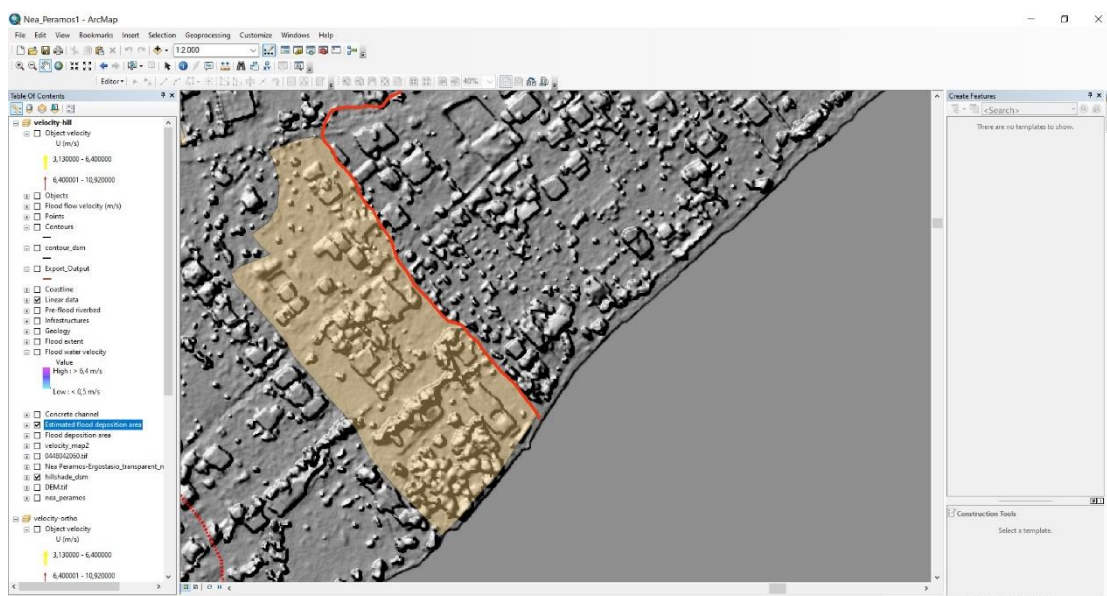 Nea_Peramos1 - ArcMap
File Edit View Bookmarks Insert Selection Geoprocessing Customize Windows Help
1:2.000
Editor
40%
Table Of Contents
velocity-hill
Object velocity
U (m/s)
3,130000 - 6,400000
6,400001 - 10,920000
Objects
Flood flow velocity (m/s)
Points
Contours
contour_dsm
Export_Output
Coastline
Linear data
Pre-flood riverbed
Infrastructures
Geology
Flood extent
Flood water velocity
Value
High : > 6,4 m/s
Low : < 0,5 m/s
Concrete channel
Estimated flood deposition area
Flood deposition area
velocity_map2
0448042060.tif
Nea Peramos-Ergostasio_transparent_n
hillshade_dsm
DEM.tif
nea_peramos
velocity-ortho
Object velocity
U (m/s)
3,130000 - 6,400000
6,400001 - 10,920000
Create Features
<Search>
There are no templates to show.
Construction Tools
Select a template.